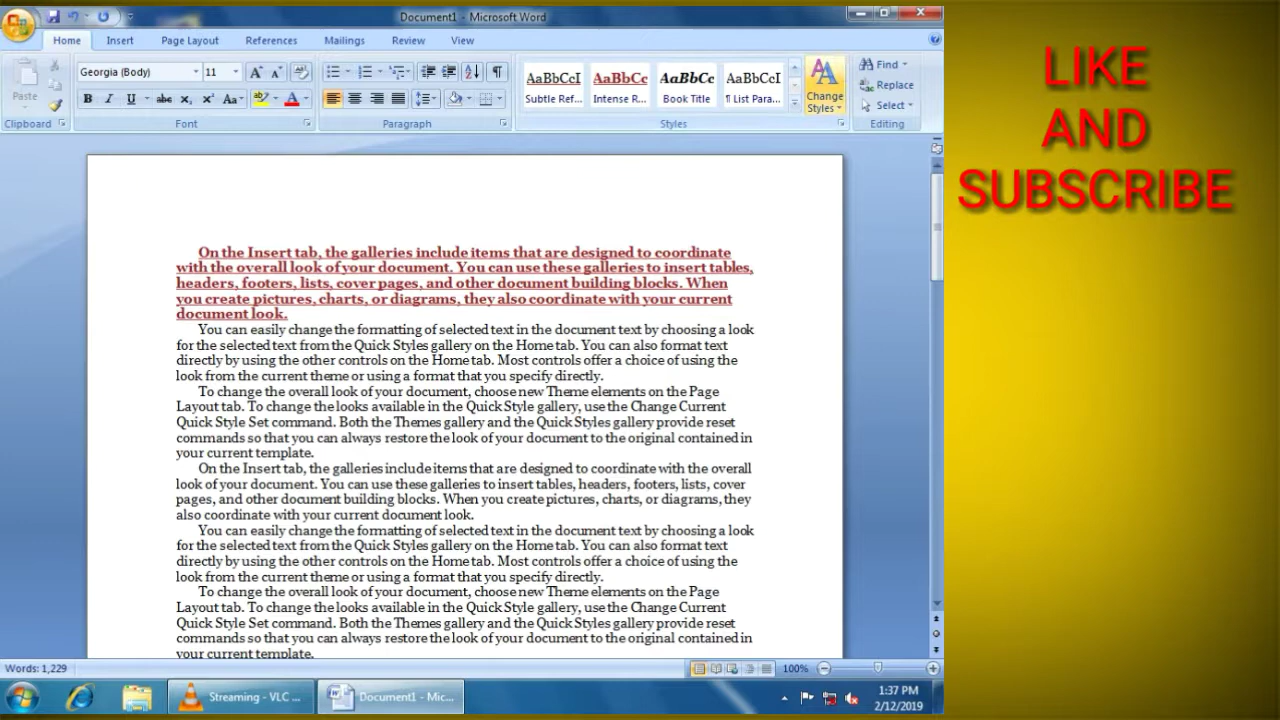 Document1 - Microsoft Word
Home Insert Page Layout References Mailings Review View
Paste
Clipboard
Georgia (Body) 11
Font
Paragraph
AaBbCcI AaBbCc AaBbCc AaBbCcI
Subtle Ref... Intense R... Book Title ¶ List Para...
Styles
Change
Styles
Find
Replace
Select
Editing
On the Insert tab, the galleries include items that are designed to coordinate
with the overall look of your document. You can use these galleries to insert tables,
headers, footers, lists, cover pages, and other document building blocks. When
you create pictures, charts, or diagrams, they also coordinate with your current
document look.
You can easily change the formatting of selected text in the document text by choosing a look
for the selected text from the Quick Styles gallery on the Home tab. You can also format text
directly by using the other controls on the Home tab. Most controls offer a choice of using the
look from the current theme or using a format that you specify directly.
To change the overall look of your document, choose new Theme elements on the Page
Layout tab. To change the looks available in the Quick Style gallery, use the Change Current
Quick Style Set command. Both the Themes gallery and the Quick Styles gallery provide reset
commands so that you can always restore the look of your document to the original contained in
your current template.
On the Insert tab, the galleries include items that are designed to coordinate with the overall
look of your document. You can use these galleries to insert tables, headers, footers, lists, cover
pages, and other document building blocks. When you create pictures, charts, or diagrams, they
also coordinate with your current document look.
You can easily change the formatting of selected text in the document text by choosing a look
for the selected text from the Quick Styles gallery on the Home tab. You can also format text
directly by using the other controls on the Home tab. Most controls offer a choice of using the
look from the current theme or using a format that you specify directly.
To change the overall look of your document, choose new Theme elements on the Page
Layout tab. To change the looks available in the Quick Style gallery, use the Change Current
Quick Style Set command. Both the Themes gallery and the Quick Styles gallery provide reset
commands so that you can always restore the look of your document to the original contained in
your current template.
Words: 1,229
100%
Streaming - VLC ...
Document1 - Mic...
1:37 PM
2/12/2019
LIKE
AND
SUBSCRIBE